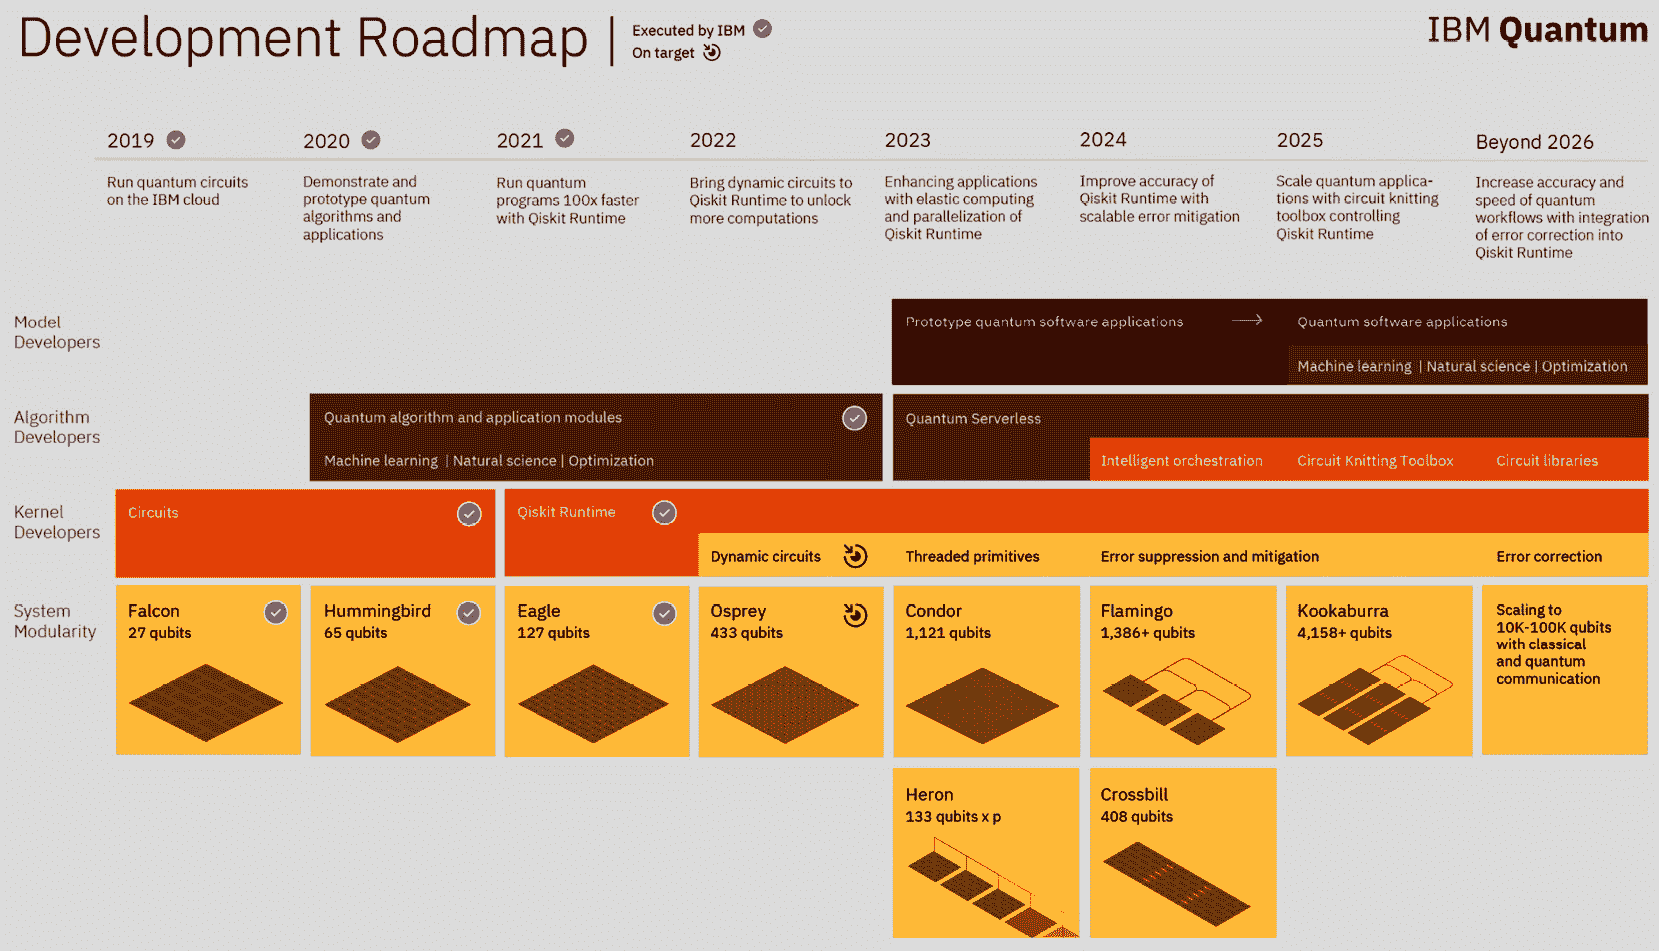 Development Roadmap
Executed by IBM
On target
IBM Quantum
2019
2020
2021
2022
2023
2024
2025
Beyond 2026
Run quantum circuits
on the IBM cloud
Demonstrate and
prototype quantum
algorithms and
applications
Run quantum
programs 100x faster
with Qiskit Runtime
Bring dynamic circuits to
Qiskit Runtime to unlock
more computations
Enhancing applications
with elastic computing
and parallelization of
Qiskit Runtime
Improve accuracy of
Qiskit Runtime with
scalable error mitigation
Scale quantum applica-
tions with circuit knitting
toolbox controlling
Qiskit Runtime
Increase accuracy and
speed of quantum
workflows with integration
of error correction into
Qiskit Runtime
Model
Developers
Prototype quantum software applications
Quantum software applications
Machine learning | Natural science | Optimization
Algorithm
Developers
Quantum algorithm and application modules
Machine learning | Natural science | Optimization
Quantum Serverless
Intelligent orchestration
Circuit Knitting Toolbox
Circuit libraries
Kernel
Developers
Circuits
Qiskit Runtime
Dynamic circuits
Threaded primitives
Error suppression and mitigation
Error correction
System
Modularity
Falcon
27 qubits
Hummingbird
65 qubits
Eagle
127 qubits
Osprey
433 qubits
Condor
1,121 qubits
Flamingo
1,386+ qubits
Kookaburra
4,158+ qubits
Scaling to
10K-100K qubits
with classical
and quantum
communication
Heron
133 qubits x p
Crossbill
408 qubits